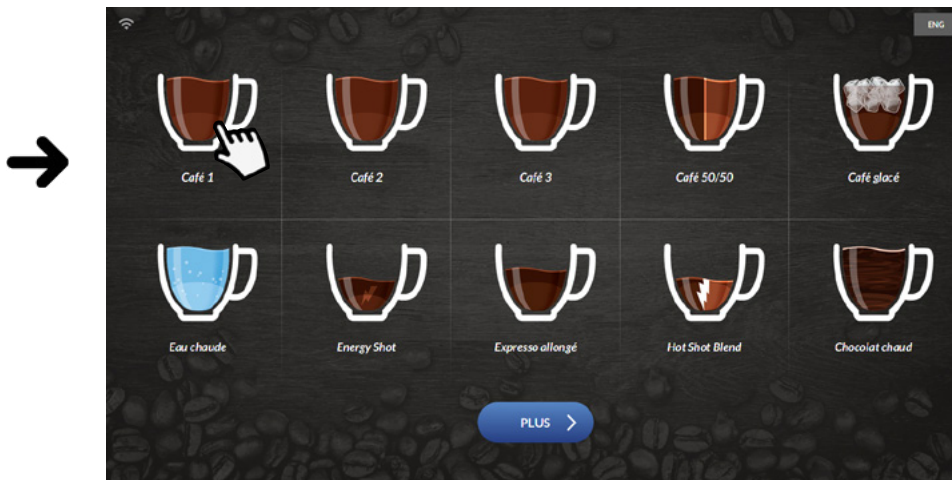 ENG
Café 1
Café 2
Café 3
Café 50/50
Café glacé
Eau chaude
Energy Shot
Expresso allongé
Hot Shot Blend
Chocolat chaud
PLUS